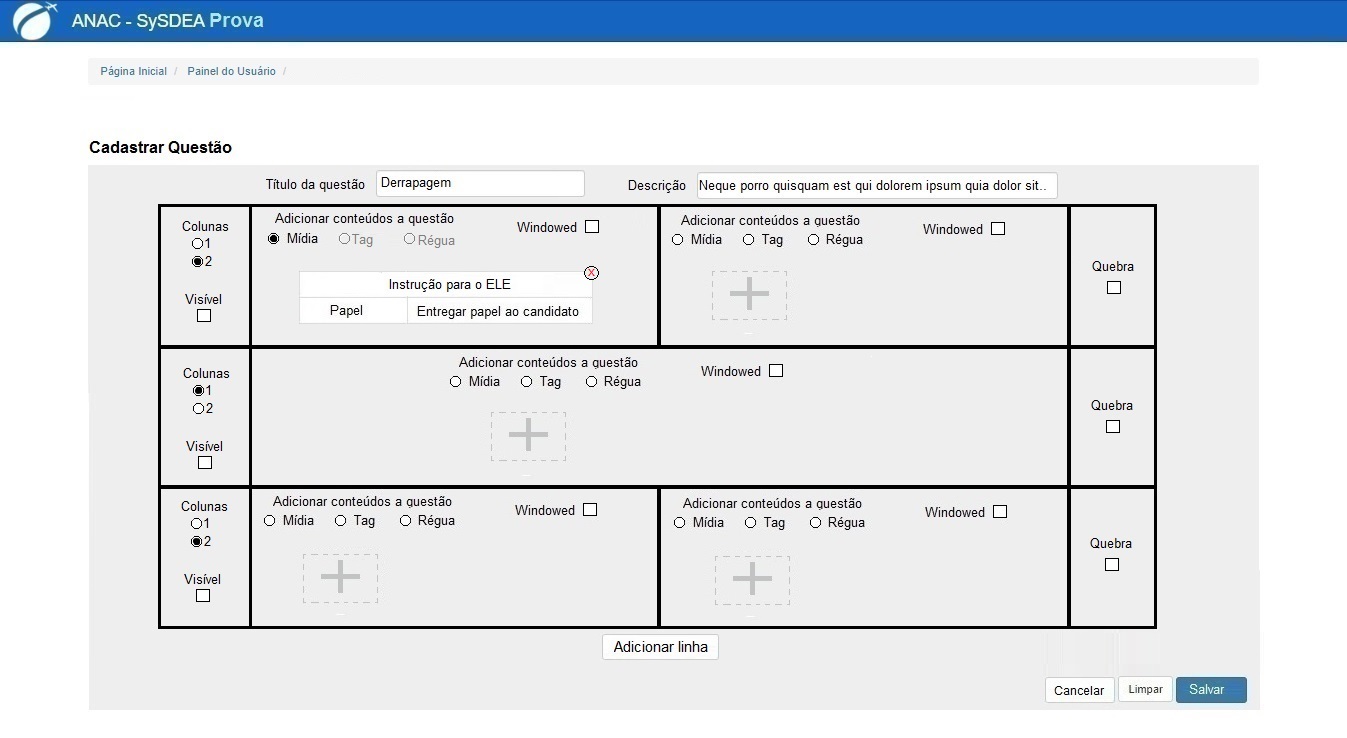 ANAC - SySDEA Prova
Página Inicial / Painel do Usuário /
Cadastrar Questão
Título da questão Derrapagem Descrição Neque porro quisquam est qui dolorem ipsum quia dolor sit..
Colunas
1
2
Visível
Adicionar conteúdos a questão Windowed
Mídia Tag Régua
X
Instrução para o ELE
Papel Entregar papel ao candidato
Adicionar conteúdos a questão Windowed
Mídia Tag Régua
Quebra
Colunas
1
2
Visível
Adicionar conteúdos a questão Windowed
Mídia Tag Régua
Quebra
Colunas
1
2
Visível
Adicionar conteúdos a questão Windowed
Mídia Tag Régua
Adicionar conteúdos a questão Windowed
Mídia Tag Régua
Quebra
Adicionar linha
Cancelar Limpar Salvar